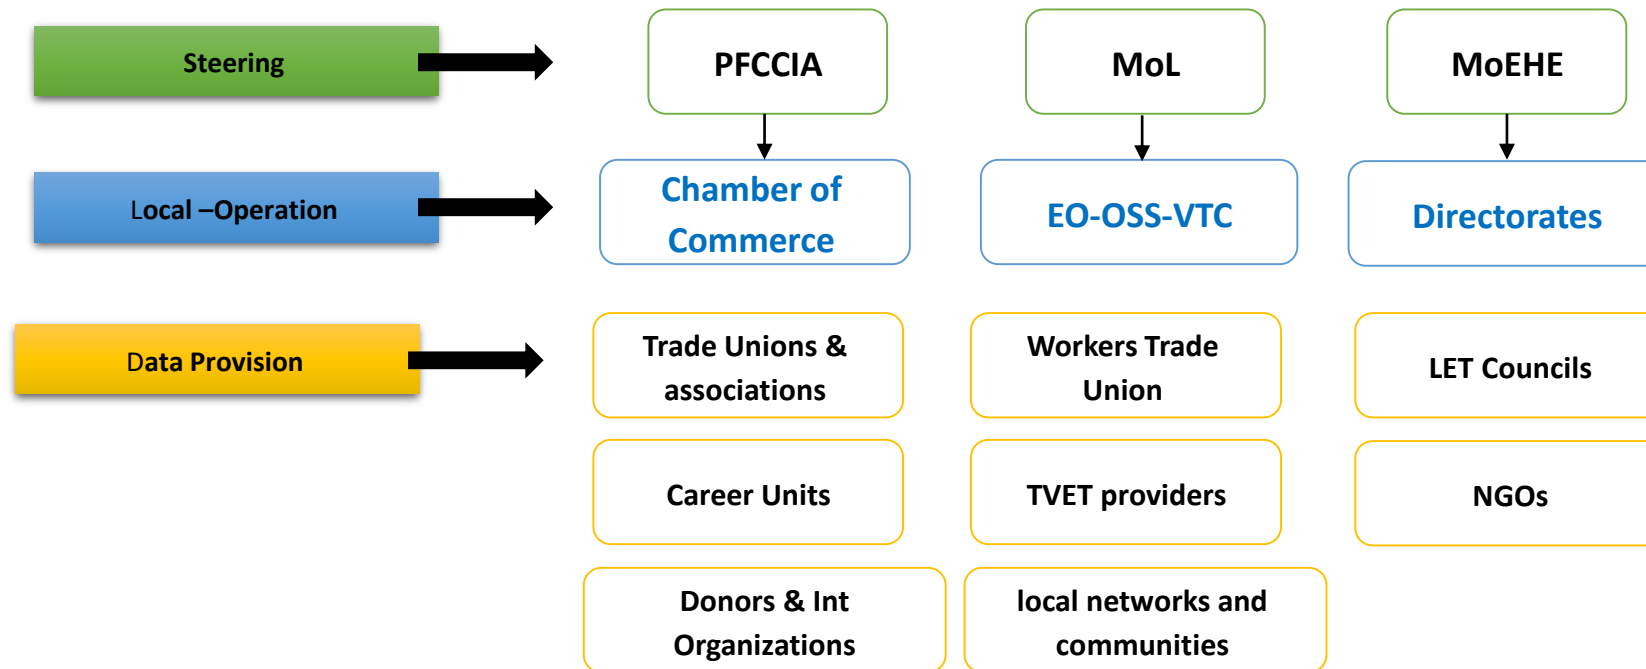 Steering
PFCCIA
MoL
MoEHE
Local –Operation
Chamber of
Commerce
EO-OSS-VTC
Directorates
Data Provision
Trade Unions &
associations
Workers Trade
Union
LET Councils
Career Units
TVET providers
NGOs
Donors & Int
Organizations
local networks and
communities